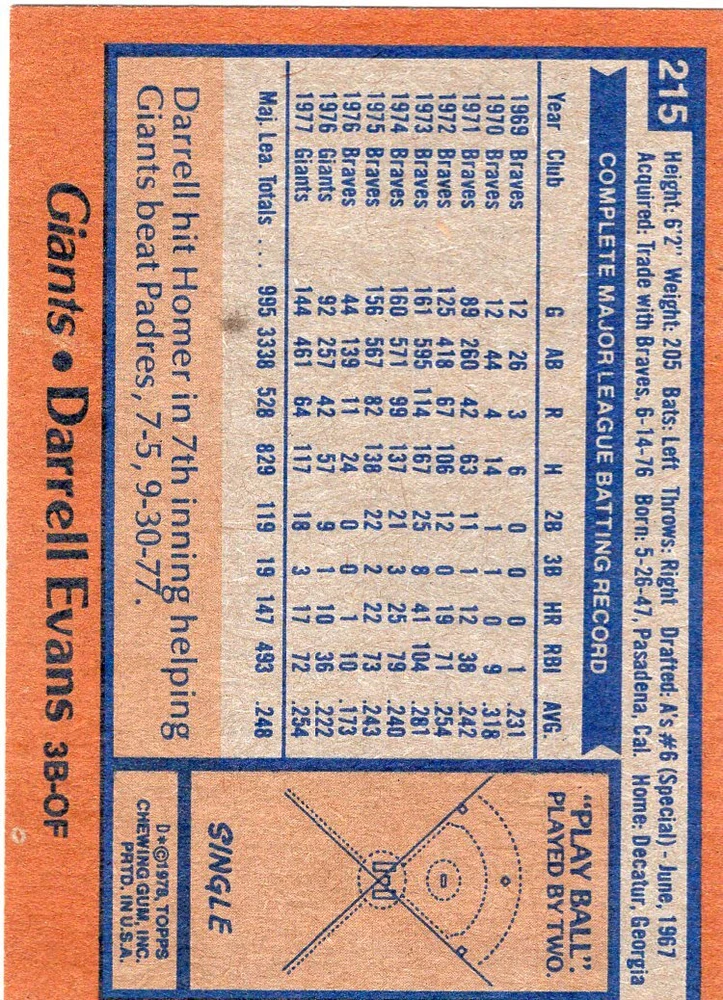 215
Height: 6'2" Weight: 205 Bats: Left Throws: Right Drafted: A's #6 (Special) - June, 1967
Acquired: Trade with Braves, 6-14-76 Born: 5-26-47, Pasadena, Cal. Home: Decatur, Georgia
COMPLETE MAJOR LEAGUE BATTING RECORD
Year Club G AB R H 2B 3B HR RBI AVG.
1969 Braves 12 26 3 6 0 0 0 1 .231
1970 Braves 12 44 4 14 1 1 0 9 .318
1971 Braves 89 260 42 63 11 1 12 38 .242
1972 Braves 125 418 67 106 12 0 19 71 .254
1973 Braves 161 595 114 167 25 8 41 104 .281
1974 Braves 160 571 99 137 21 3 25 79 .240
1975 Braves 156 567 82 138 22 2 22 73 .243
1976 Braves 44 139 11 24 0 0 1 10 .173
1976 Giants 92 257 42 57 9 1 10 36 .222
1977 Giants 144 461 64 117 18 3 17 72 .254
Maj. Lea. Totals . . . 995 3338 528 829 119 19 147 493 .248
Darrell hit Homer in 7th inning helping
Giants beat Padres, 7-5, 9-30-77.
"PLAY BALL".
PLAYED BY TWO.
SINGLE
D*©1978, TOPPS
CHEWING GUM, INC.
PRTD. IN U.S.A.
Giants • Darrell Evans 3B-OF